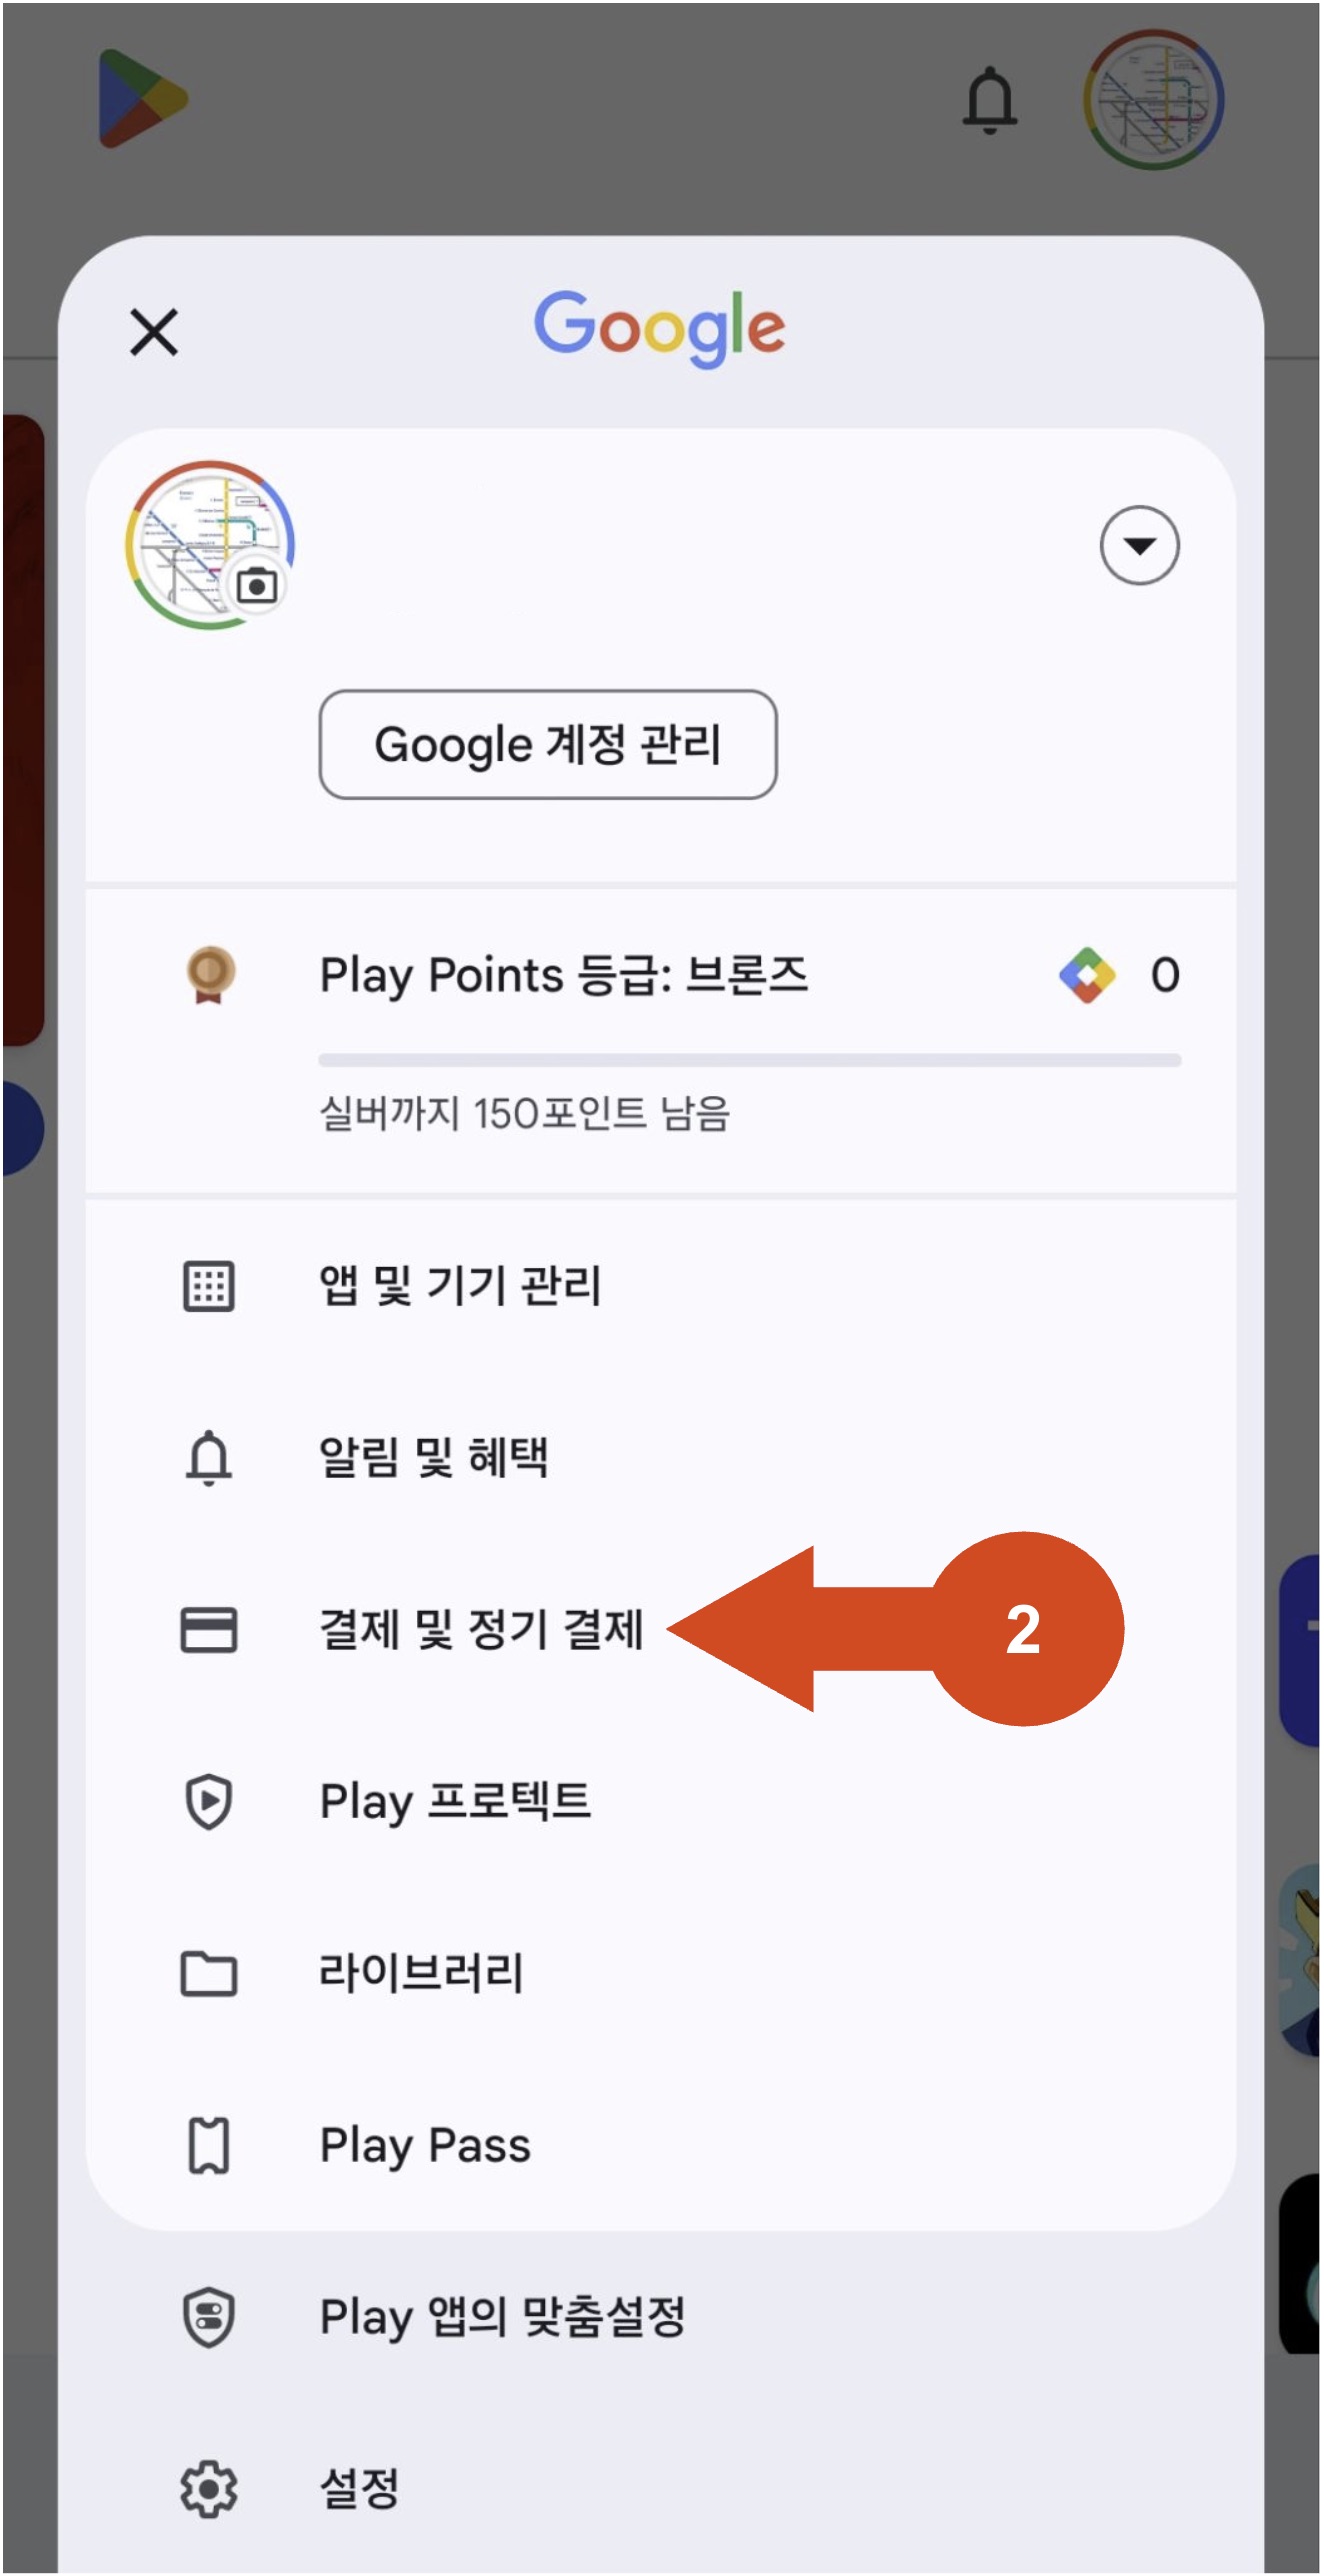 Google
Google 계정 관리
Play Points 등급: 브론즈 0
실버까지 150포인트 남음
앱 및 기기 관리
알림 및 혜택
결제 및 정기 결제 2
Play 프로텍트
라이브러리
Play Pass
Play 앱의 맞춤설정
설정